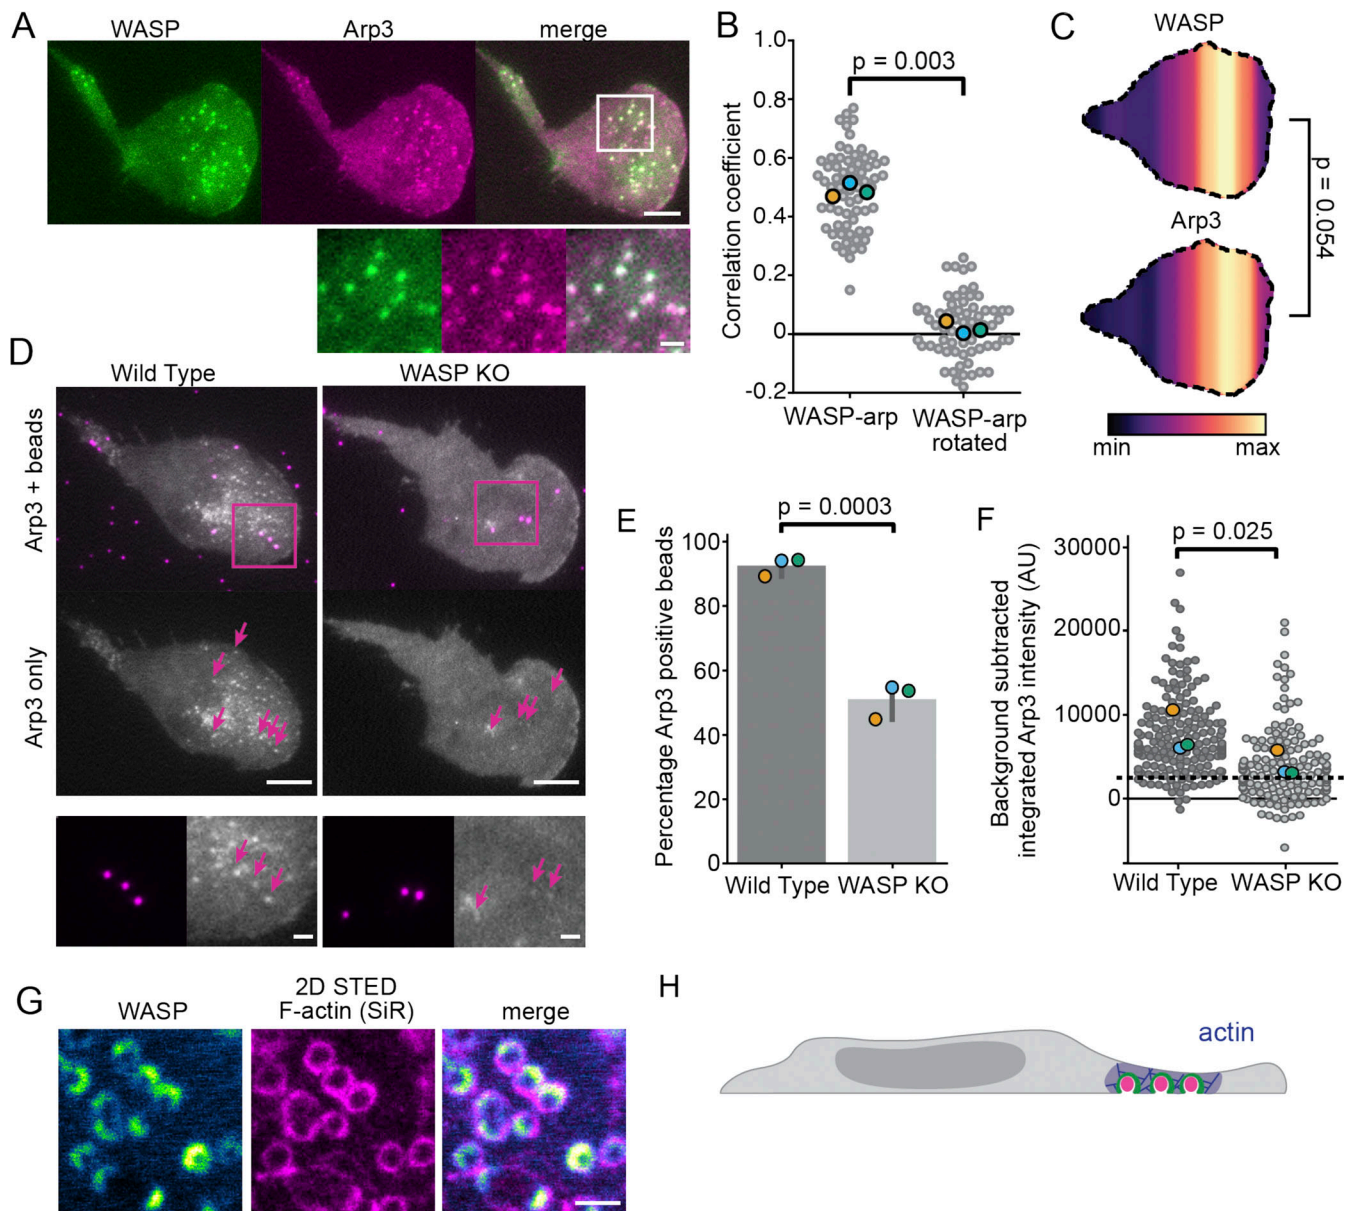 A
WASP
Arp3
merge
B
1.0
0.8
0.6
0.4
0.2
0
-0.2
Correlation coefficient
p = 0.003
WASP-arp
WASP-arp
rotated
C
WASP
Arp3
p = 0.054
min
max
D
Wild Type
WASP KO
Arp3 + beads
Arp3 only
E
p = 0.0003
100
80
60
40
20
0
Percentage Arp3 positive beads
Wild Type
WASP KO
F
p = 0.025
30000
20000
10000
0
Background subtracted
integrated Arp3 intensity (AU)
Wild Type
WASP KO
G
WASP
2D STED
F-actin (SiR)
merge
H
actin